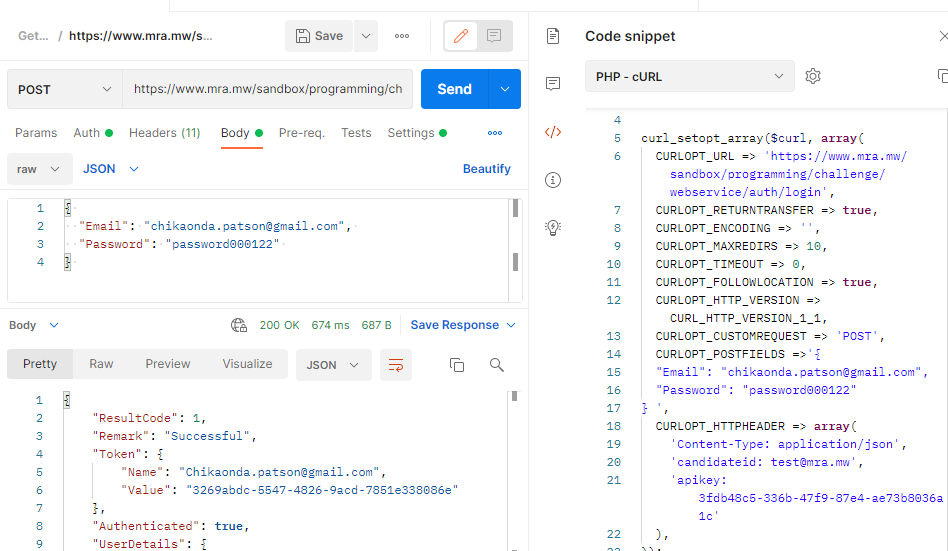 Get... / https://www.mra.mw/s...
Save
POST
https://www.mra.mw/sandbox/programming/ch
Send
Params Auth Headers (11) Body Pre-req. Tests Settings
raw JSON Beautify
1 {
2 "Email": "chikaonda.patson@gmail.com",
3 "Password": "password000122"
4 }
Body 200 OK 674 ms 687 B Save Response
Pretty Raw Preview Visualize JSON
1 {
2 "ResultCode": 1,
3 "Remark": "Successful",
4 "Token": {
5 "Name": "Chikaonda.patson@gmail.com",
6 "Value": "3269abdc-5547-4826-9acd-7851e338086e"
7 },
8 "Authenticated": true,
9 "UserDetails": {
Code snippet
PHP - cURL
4
5 curl_setopt_array($curl, array(
6 CURLOPT_URL => 'https://www.mra.mw/
sandbox/programming/challenge/
webservice/auth/login',
7 CURLOPT_RETURNTRANSFER => true,
8 CURLOPT_ENCODING => '',
9 CURLOPT_MAXREDIRS => 10,
10 CURLOPT_TIMEOUT => 0,
11 CURLOPT_FOLLOWLOCATION => true,
12 CURLOPT_HTTP_VERSION =>
CURL_HTTP_VERSION_1_1,
13 CURLOPT_CUSTOMREQUEST => 'POST',
14 CURLOPT_POSTFIELDS =>'{
15 "Email": "chikaonda.patson@gmail.com",
16 "Password": "password000122"
17 } ',
18 CURLOPT_HTTPHEADER => array(
19 'Content-Type: application/json',
20 'candidateid: test@mra.mw',
21 'apikey:
3fdb48c5-336b-47f9-87e4-ae73b8036a
1c'
22 ),